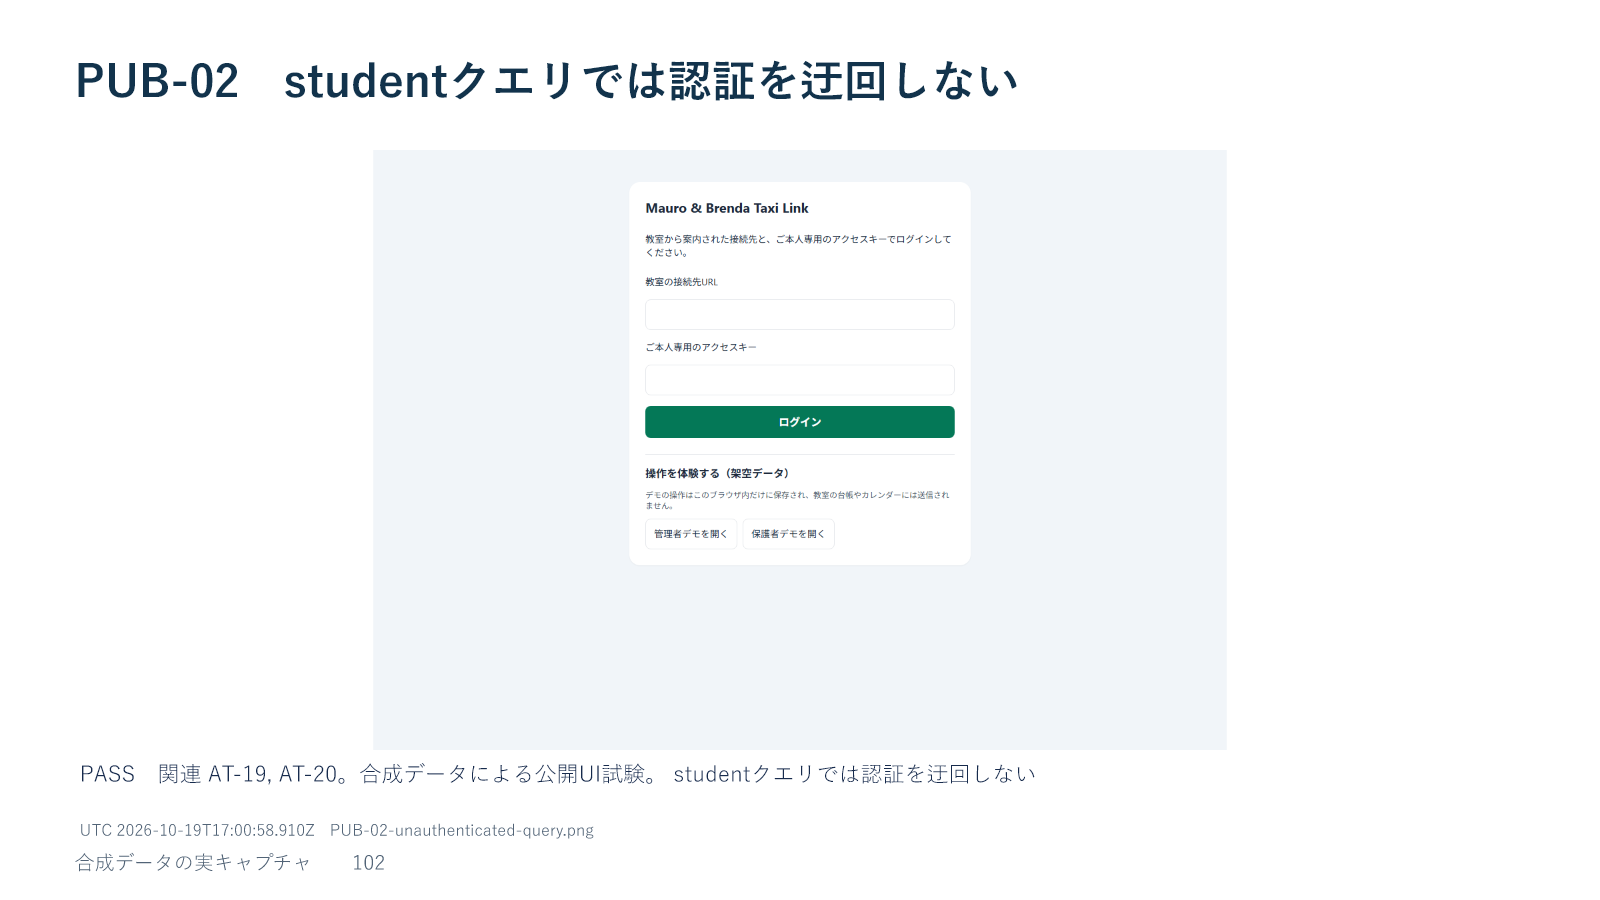 PUB-02　studentクエリでは認証を迂回しない
Mauro & Brenda Taxi Link
教室から案内された接続先と、ご本人専用のアクセスキーでログインして
ください。
教室の接続先URL
ご本人専用のアクセスキー
ログイン
操作を体験する（架空データ）
デモの操作はこのブラウザ内だけに保存され、教室の台帳やカレンダーには送信され
ません。
管理者デモを開く 保護者デモを開く
PASS　関連 AT-19, AT-20。合成データによる公開UI試験。 studentクエリでは認証を迂回しない
UTC 2026-10-19T17:00:58.910Z　PUB-02-unauthenticated-query.png
合成データの実キャプチャ　　102